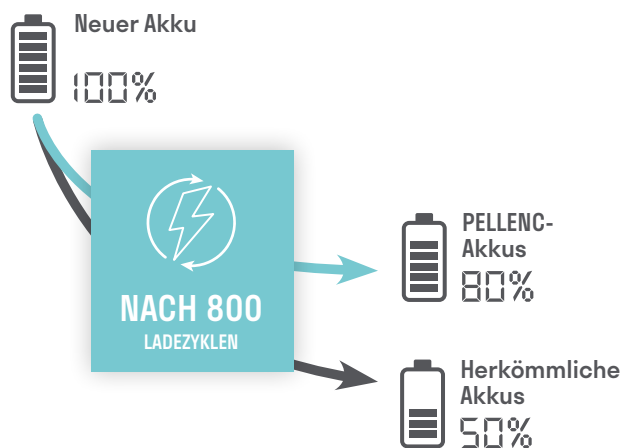 Neuer Akku
100%
NACH 800
LADEZYKLEN
PELLENC-
Akkus
80%
Herkömmliche
Akkus
50%